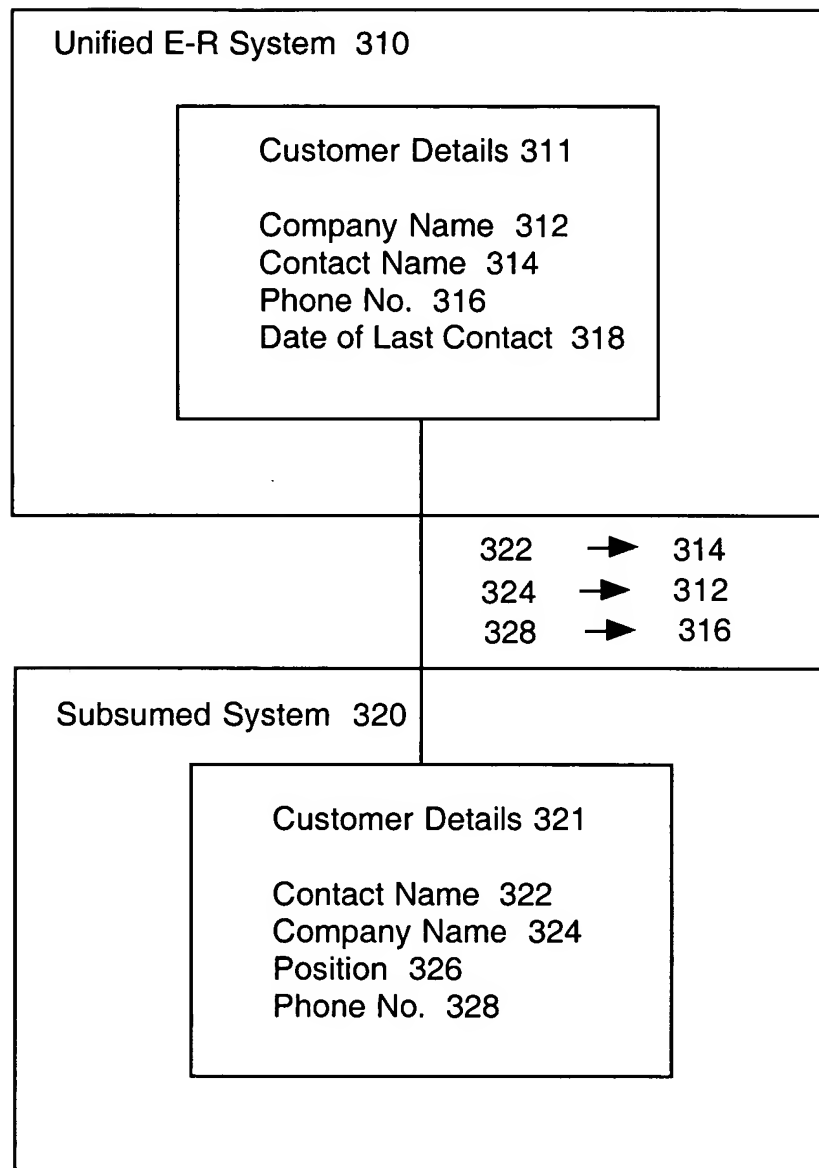 Unified E-R System 310
Customer Details 311
Company Name 312
Contact Name 314
Phone No. 316
Date of Last Contact 318
322 → 314
324 → 312
328 → 316
Subsumed System 320
Customer Details 321
Contact Name 322
Company Name 324
Position 326
Phone No. 328